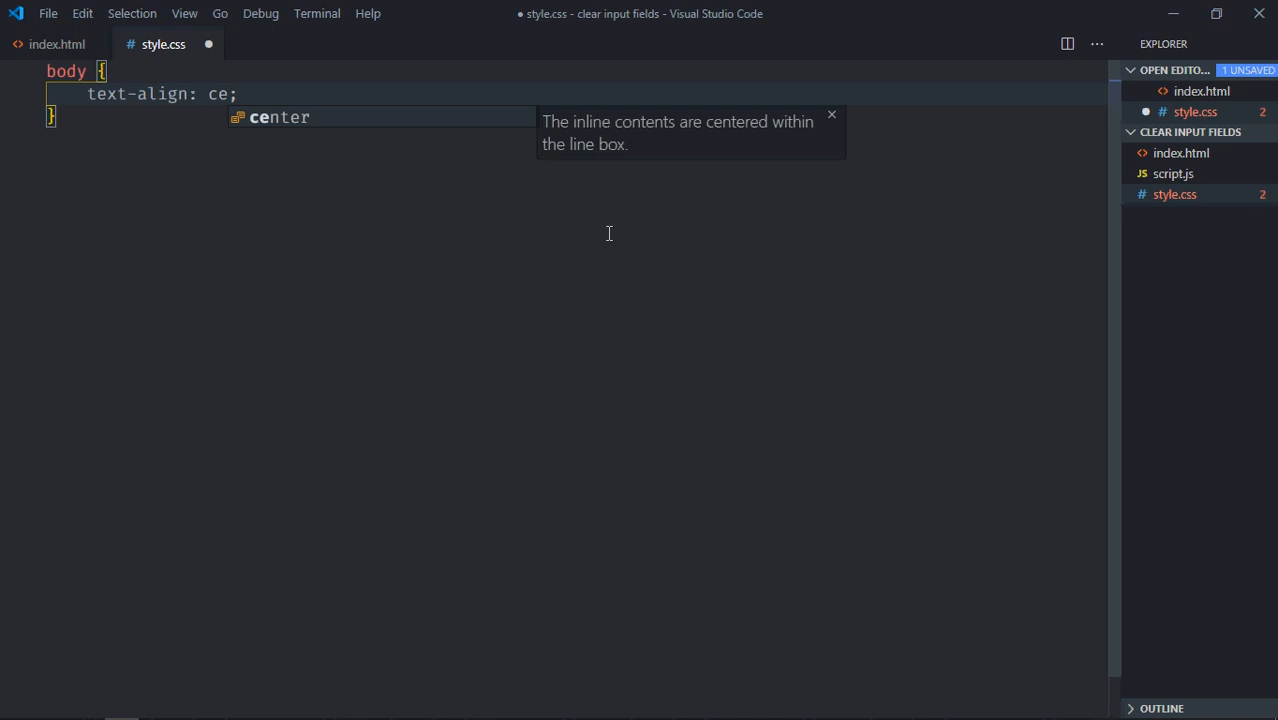 File Edit Selection View Go Debug Terminal Help
● style.css - clear input fields - Visual Studio Code
<> index.html
# style.css ●
EXPLORER
body {
text-align: ce;
}
center
The inline contents are centered within
the line box.
OPEN EDITO... 1 UNSAVED
<> index.html
● # style.css 2
CLEAR INPUT FIELDS
<> index.html
JS script.js
# style.css 2
OUTLINE